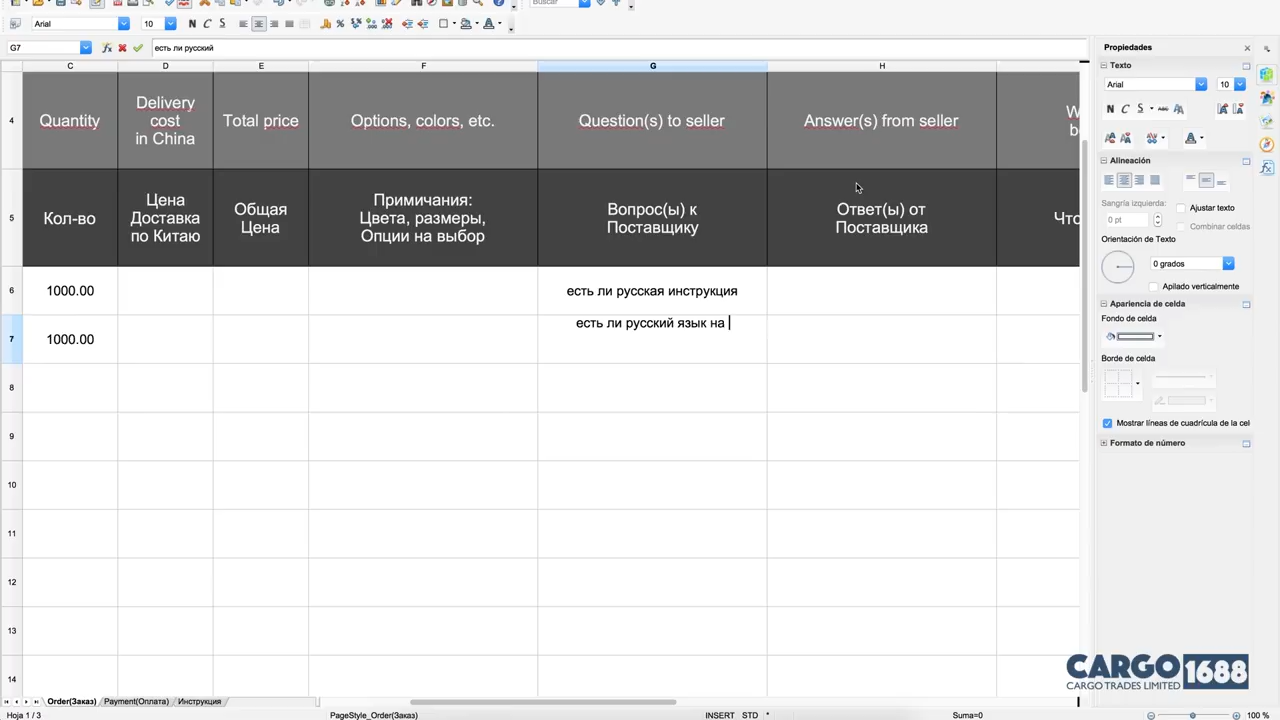 Arial
10
Buscar
N C S
%
G7
есть ли русский
C D E F G H
4
Quantity
Delivery
cost
in China
Total price
Options, colors, etc.
Question(s) to seller
Answer(s) from seller
5
Кол-во
Цена
Доставка
по Китаю
Общая
Цена
Примичания:
Цвета, размеры,
Опции на выбор
Вопрос(ы) к
Поставщику
Ответ(ы) от
Поставщика
6
1000.00
есть ли русская инструкция
7
1000.00
есть ли русский язык на
8
9
10
11
12
13
14
Propiedades
Texto
Arial
10
N C S
Alineación
Sangría izquierda:
0 pt
Ajustar texto
Combinar celdas
Orientación de Texto
0 grados
Apilado verticalmente
Apariencia de celda
Fondo de celda
Borde de celda
Mostrar líneas de cuadrícula de la cel
Formato de número
CARGO 1688
CARGO TRADES LIMITED
Order(Заказ) Payment(Оплата) Инструкция
Hoja 1 / 3
PageStyle_Order(Заказ)
INSERT STD *
Suma=0
100 %